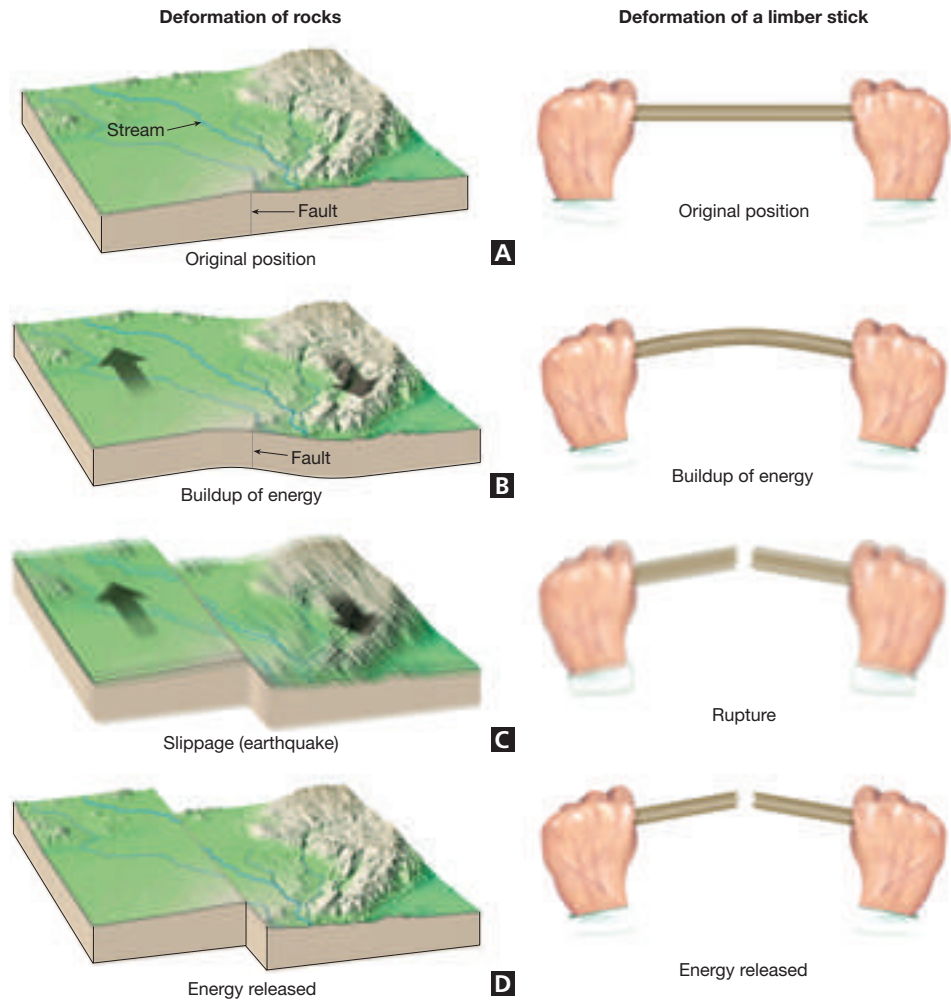 Deformation of rocks
Deformation of a limber stick
Stream
Fault
Original position
A
Original position
Fault
Buildup of energy
B
Buildup of energy
Slippage (earthquake)
C
Rupture
Energy released
D
Energy released